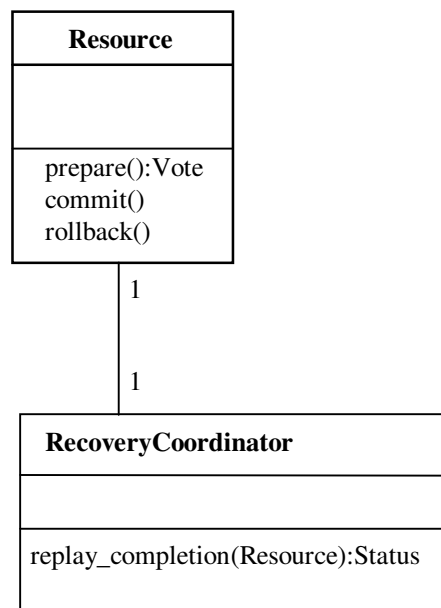 Resource
prepare():Vote
commit()
rollback()
1
1
RecoveryCoordinator
replay_completion(Resource):Status